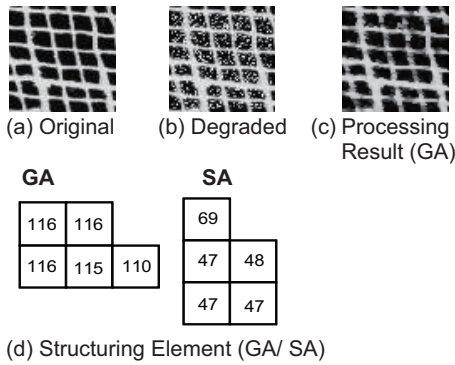 (a) Original (b) Degraded (c) Processing
Result (GA)
GA SA
69
116 116
47 48
116 115 110
47 47
(d) Structuring Element (GA/ SA)